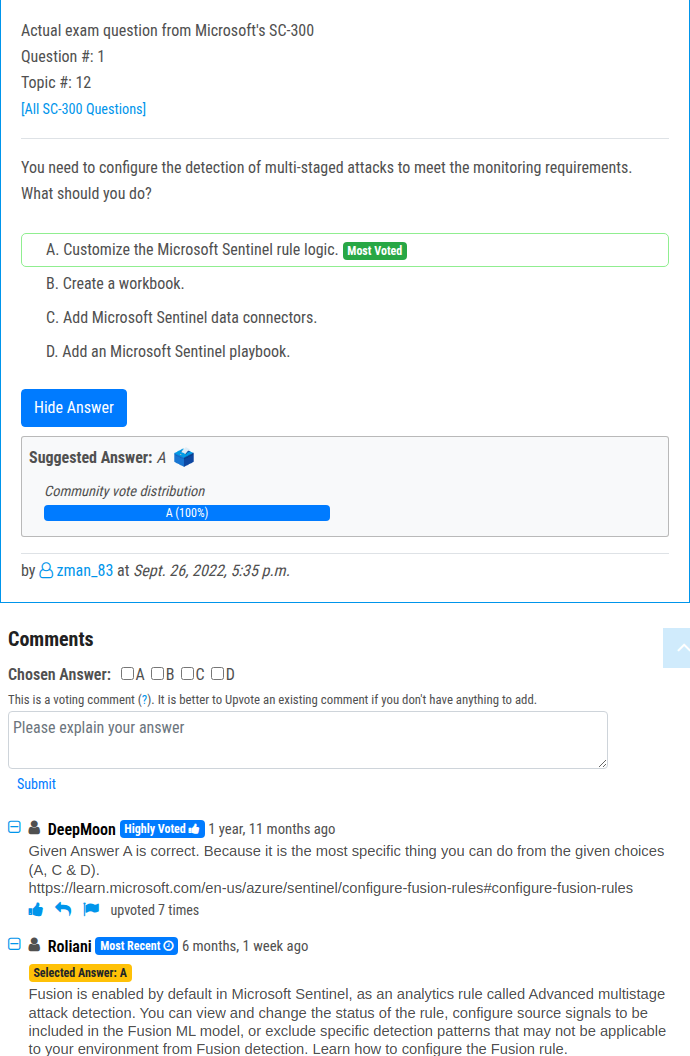 Actual exam question from Microsoft's SC-300
Question #: 1
Topic #: 12
[All SC-300 Questions]
You need to configure the detection of multi-staged attacks to meet the monitoring requirements.
What should you do?
A. Customize the Microsoft Sentinel rule logic. Most Voted
B. Create a workbook.
C. Add Microsoft Sentinel data connectors.
D. Add an Microsoft Sentinel playbook.
Hide Answer
Suggested Answer: A
Community vote distribution
A (100%)
by zman_83 at Sept. 26, 2022, 5:35 p.m.
Comments
Chosen Answer: A B C D
This is a voting comment (?). It is better to Upvote an existing comment if you don't have anything to add.
Please explain your answer
Submit
DeepMoon Highly Voted 1 year, 11 months ago
Given Answer A is correct. Because it is the most specific thing you can do from the given choices
(A, C & D).
https://learn.microsoft.com/en-us/azure/sentinel/configure-fusion-rules#configure-fusion-rules
upvoted 7 times
Roliani Most Recent 6 months, 1 week ago
Selected Answer: A
Fusion is enabled by default in Microsoft Sentinel, as an analytics rule called Advanced multistage
attack detection. You can view and change the status of the rule, configure source signals to be
included in the Fusion ML model, or exclude specific detection patterns that may not be applicable
to your environment from Fusion detection. Learn how to configure the Fusion rule.